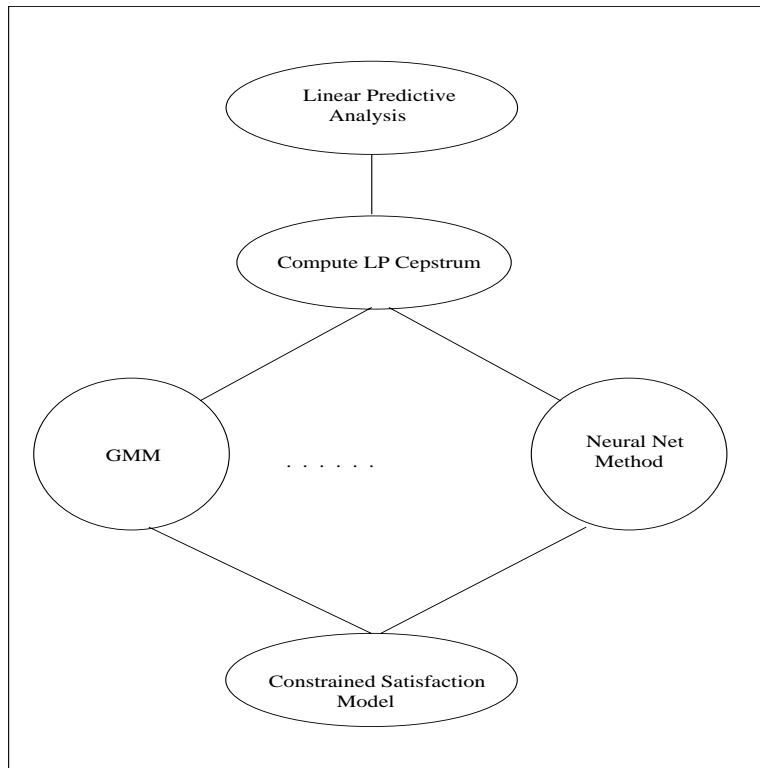 Linear Predictive
Analysis
Compute LP Cepstrum
GMM
. . . . . .
Neural Net
Method
Constrained Satisfaction
Model